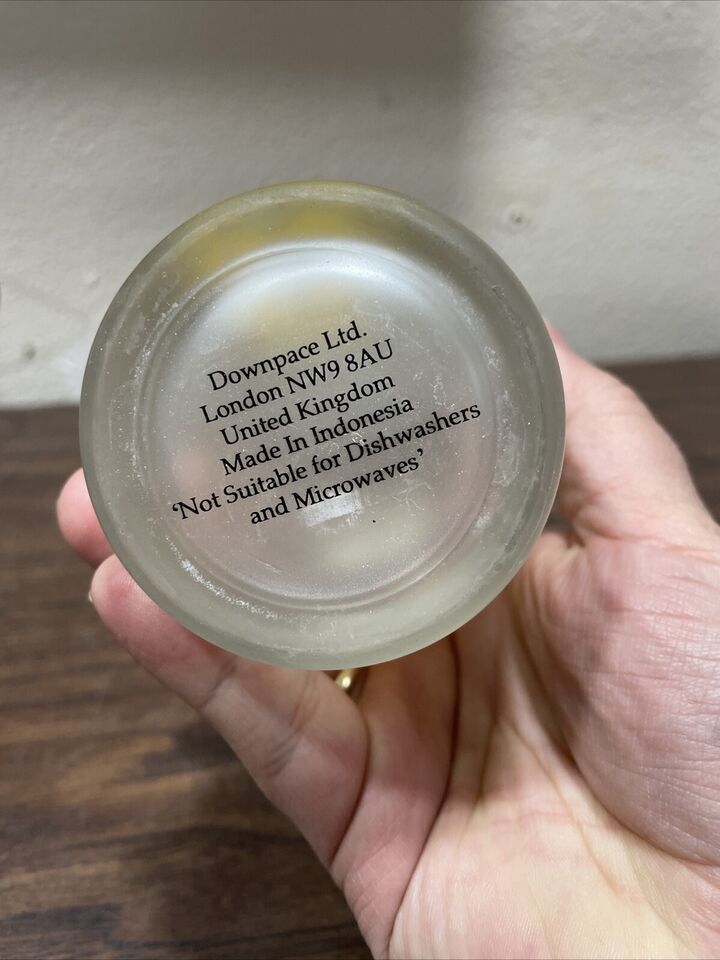 Downpace Ltd.
London NW9 8AU
United Kingdom
Made In Indonesia
‘Not Suitable for Dishwashers
and Microwaves’